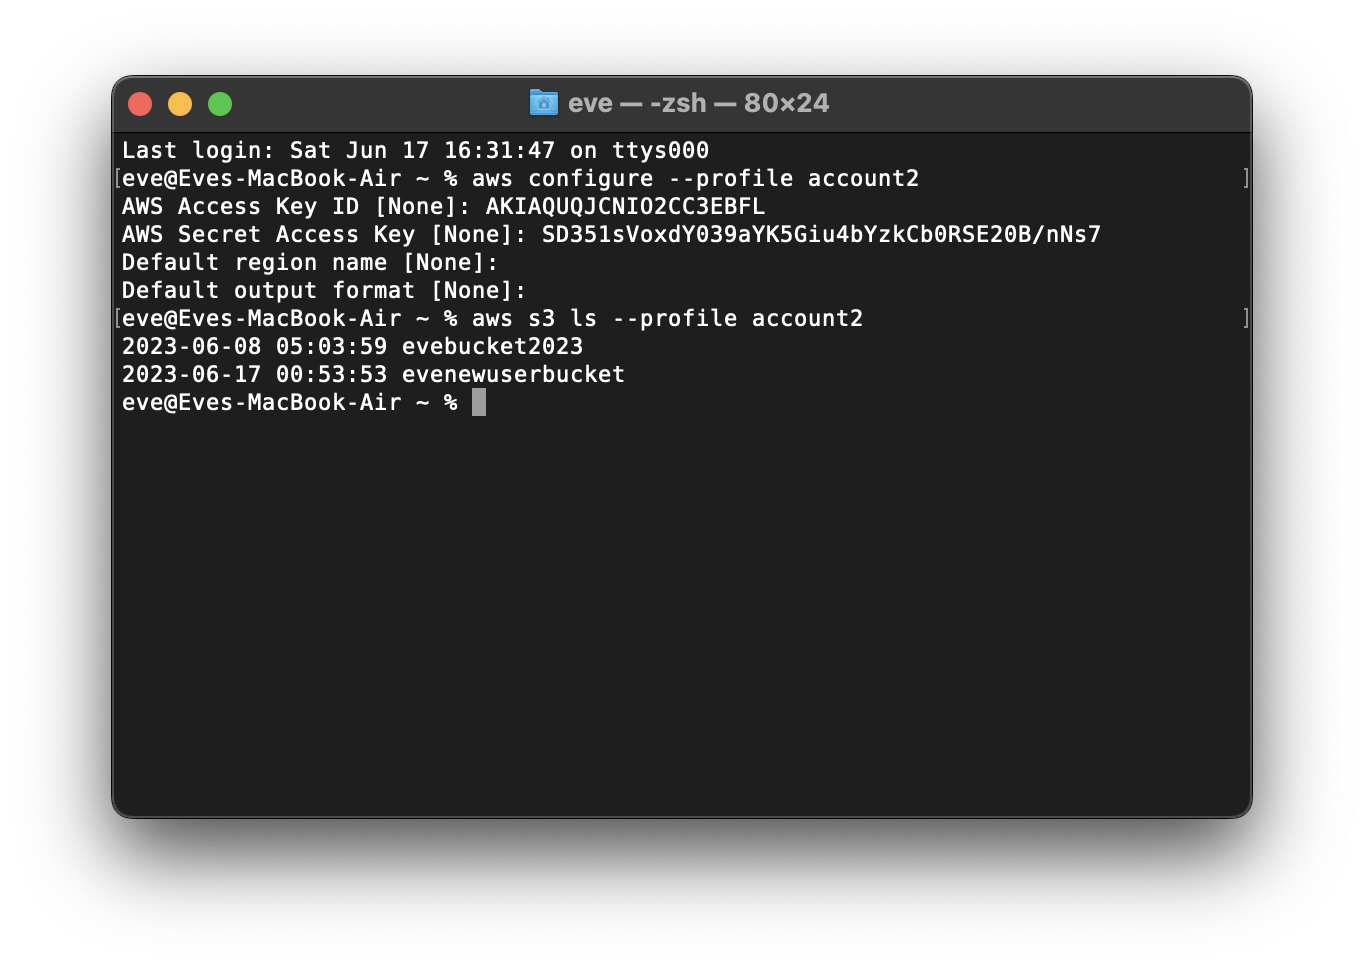 eve — -zsh — 80×24
Last login: Sat Jun 17 16:31:47 on ttys000
[eve@Eves-MacBook-Air ~ % aws configure --profile account2 ]
AWS Access Key ID [None]: AKIAQUQJCNIO2CC3EBFL
AWS Secret Access Key [None]: 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
Default region name [None]:
Default output format [None]:
[eve@Eves-MacBook-Air ~ % aws s3 ls --profile account2 ]
2023-06-08 05:03:59 evebucket2023
2023-06-17 00:53:53 evenewuserbucket
eve@Eves-MacBook-Air ~ %